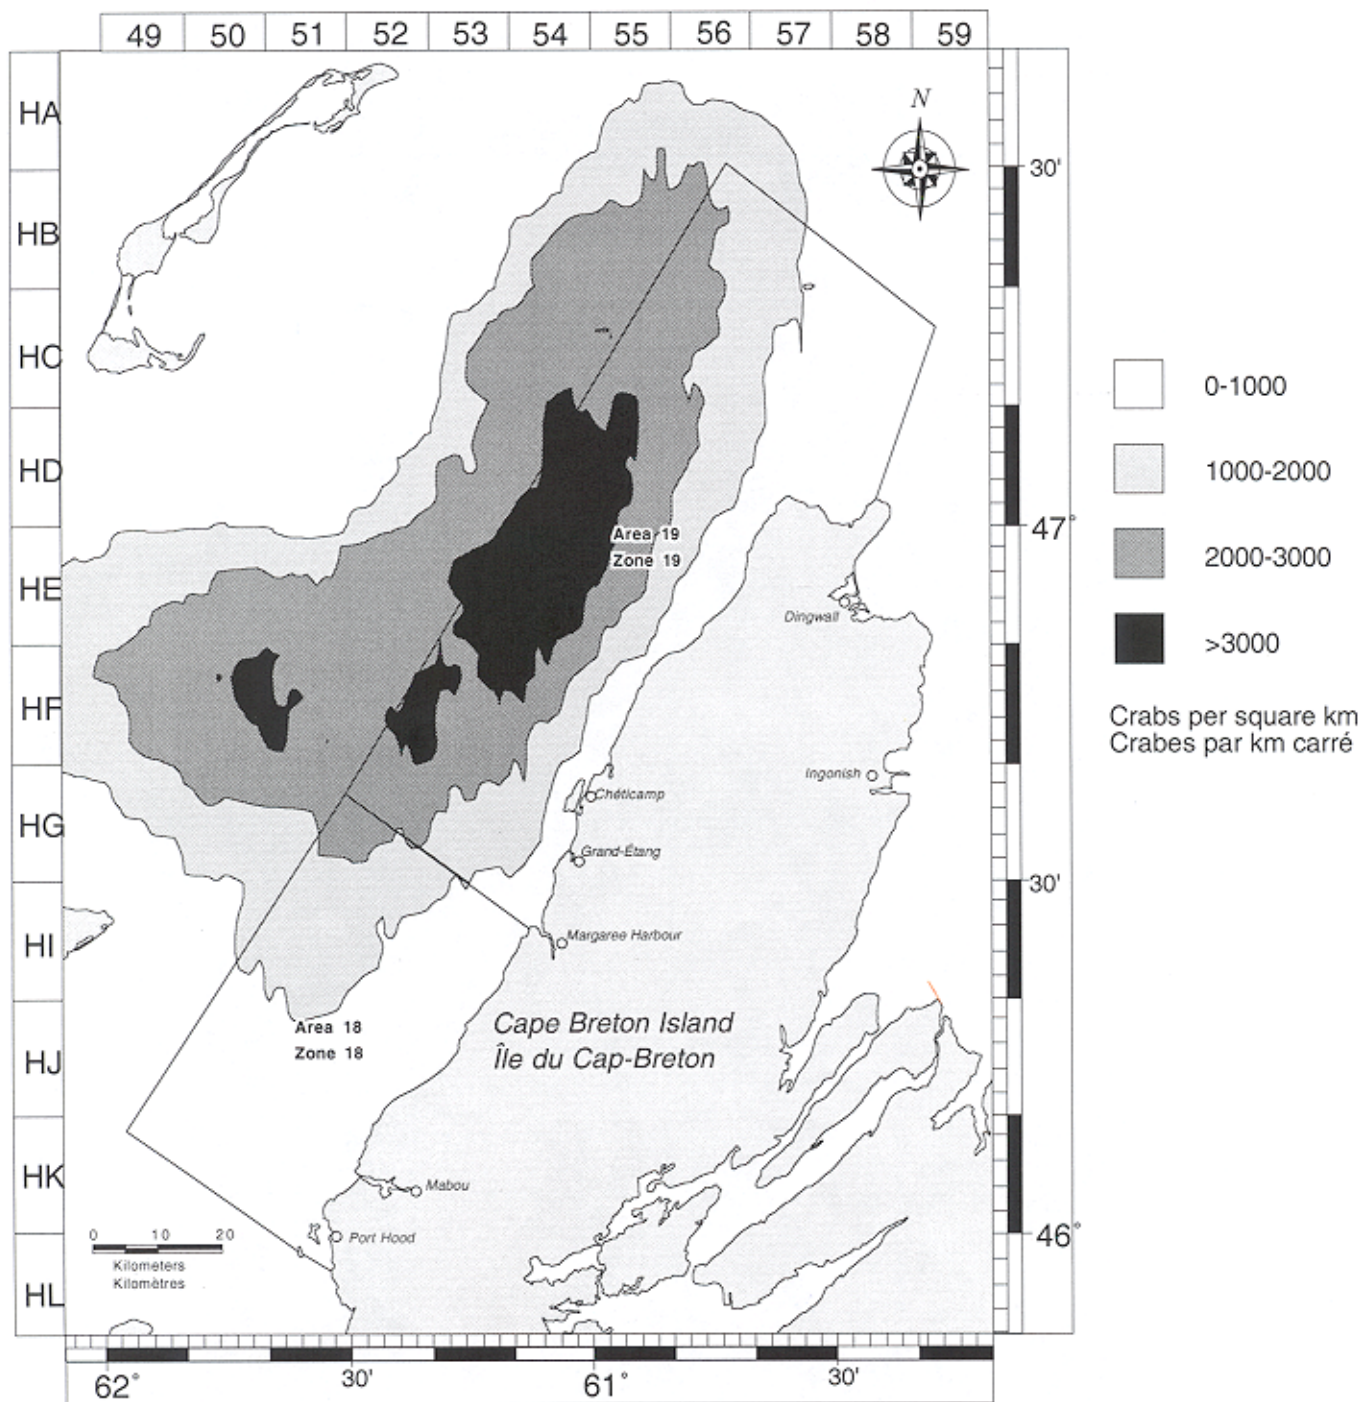 49 50 51 52 53 54 55 56 57 58 59
HA
HB
HC
HD
HE
HF
HG
HI
HJ
HK
HL
N
30'
47°
30'
46°
62°
30'
61°
30'
Area 19
Zone 19
Dingwall
Ingonish
Chéticamp
Grand-Étang
Margaree Harbour
Area 18
Zone 18
Cape Breton Island
Île du Cap-Breton
Mabou
Port Hood
0 10 20
Kilometers
Kilomètres
0-1000
1000-2000
2000-3000
>3000
Crabs per square km
Crabes par km carré